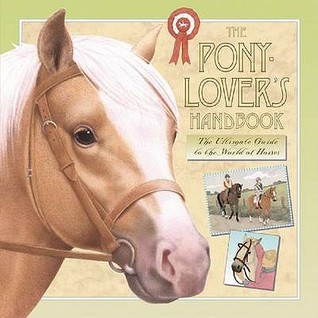 THE
PONY-
LOVER'S
HANDBOOK
The Ultimate Guide
to the World of Horses